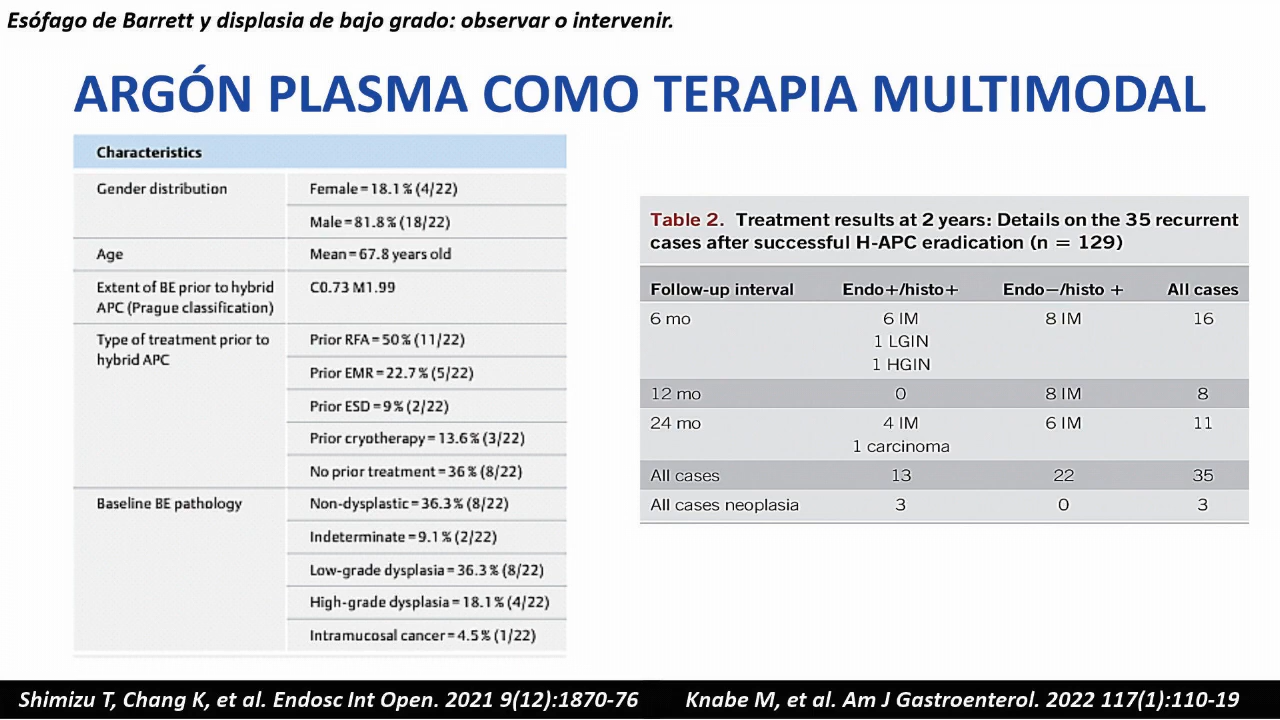 Esófago de Barrett y displasia de bajo grado: observar o intervenir.
ARGÓN PLASMA COMO TERAPIA MULTIMODAL
Characteristics
Gender distribution Female = 18.1 % (4/22)
Male = 81.8 % (18/22)
Age Mean = 67.8 years old
Extent of BE prior to hybrid C0.73 M1.99
APC (Prague classification)
Type of treatment prior to Prior RFA = 50 % (11/22)
hybrid APC
Prior EMR = 22.7 % (5/22)
Prior ESD = 9 % (2/22)
Prior cryotherapy = 13.6 % (3/22)
No prior treatment = 36 % (8/22)
Baseline BE pathology Non-dysplastic = 36.3 % (8/22)
Indeterminate = 9.1 % (2/22)
Low-grade dysplasia = 36.3 % (8/22)
High-grade dysplasia = 18.1 % (4/22)
Intramucosal cancer = 4.5 % (1/22)
Table 2. Treatment results at 2 years: Details on the 35 recurrent
cases after successful H-APC eradication (n = 129)
Follow-up interval Endo+/histo+ Endo−/histo + All cases
6 mo 6 IM 8 IM 16
1 LGIN
1 HGIN
12 mo 0 8 IM 8
24 mo 4 IM 6 IM 11
1 carcinoma
All cases 13 22 35
All cases neoplasia 3 0 3
Shimizu T, Chang K, et al. Endosc Int Open. 2021 9(12):1870-76
Knabe M, et al. Am J Gastroenterol. 2022 117(1):110-19